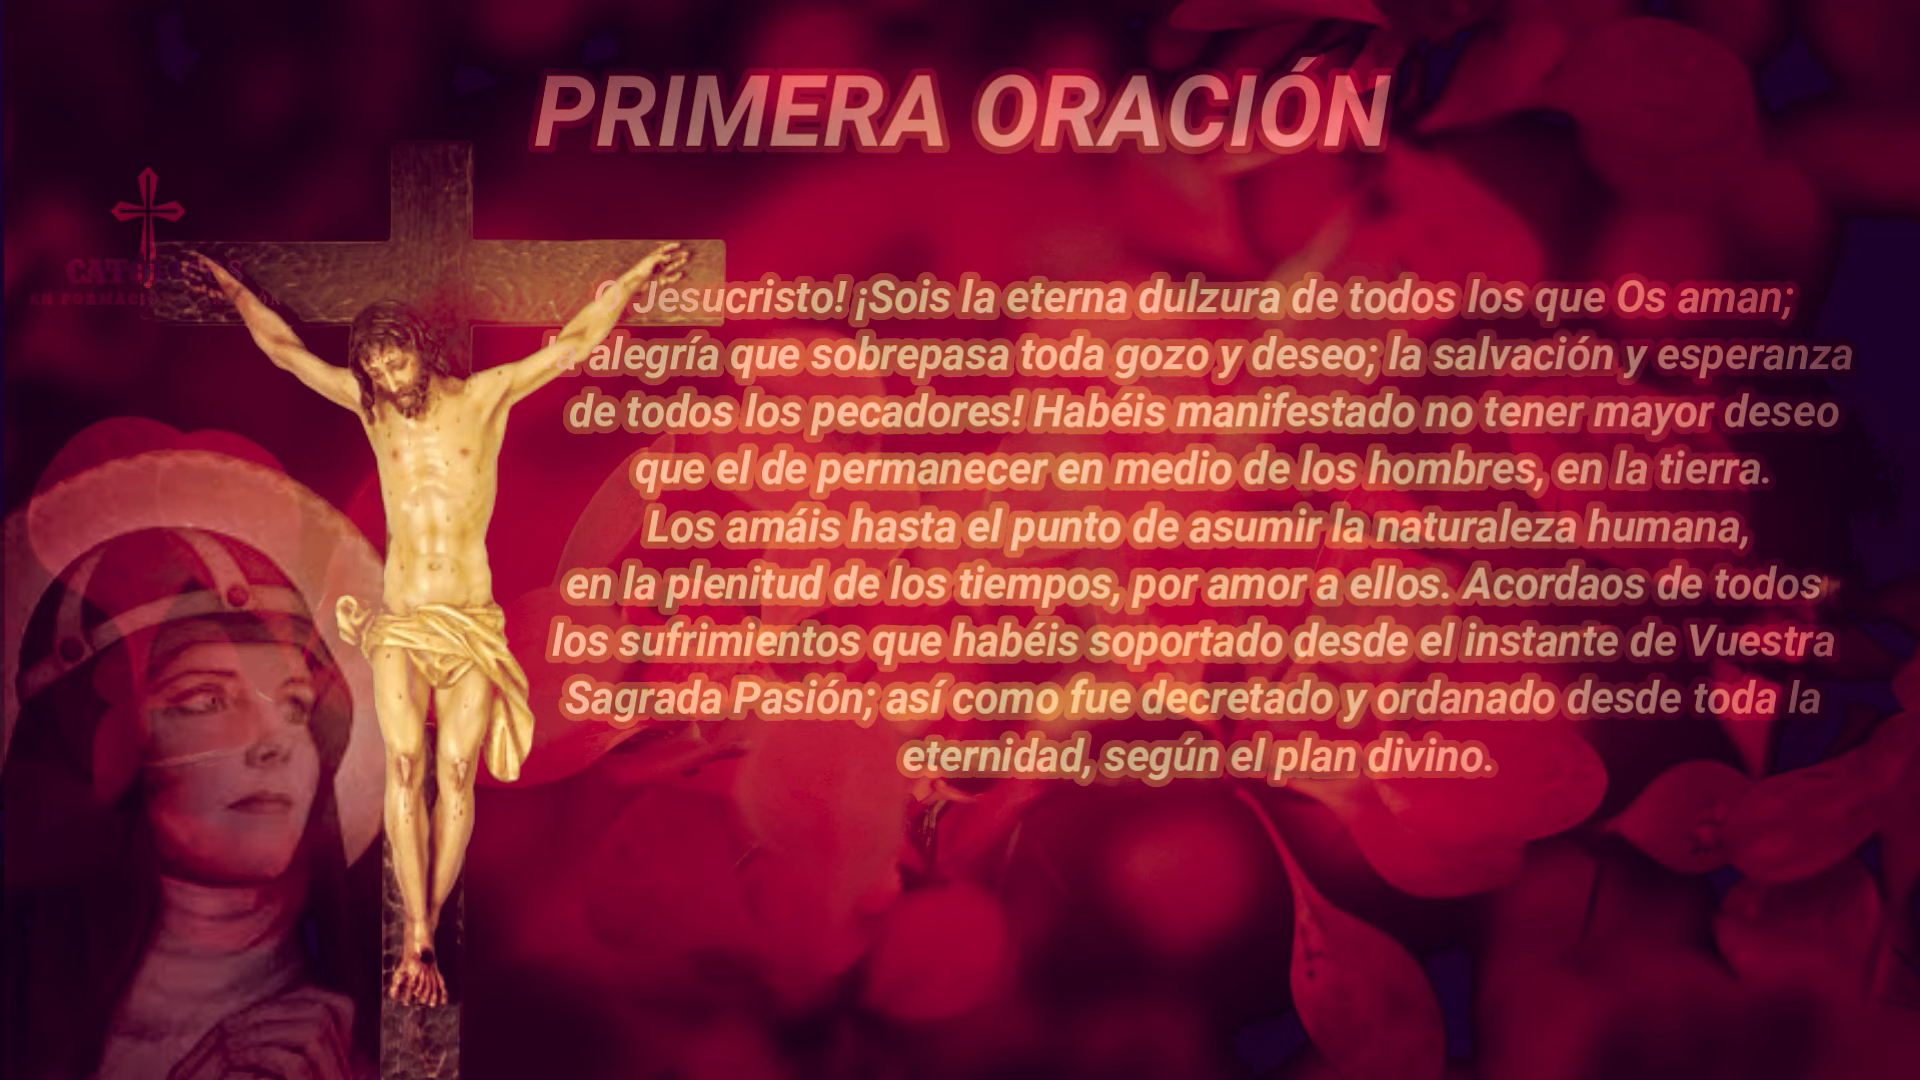 PRIMERA ORACIÓN
O Jesucristo! ¡Sois la eterna dulzura de todos los que Os aman;
la alegría que sobrepasa toda gozo y deseo; la salvación y esperanza
de todos los pecadores! Habéis manifestado no tener mayor deseo
que el de permanecer en medio de los hombres, en la tierra.
Los amáis hasta el punto de asumir la naturaleza humana,
en la plenitud de los tiempos, por amor a ellos. Acordaos de todos
los sufrimientos que habéis soportado desde el instante de Vuestra
Sagrada Pasión; así como fue decretado y ordanado desde toda la
eternidad, según el plan divino.